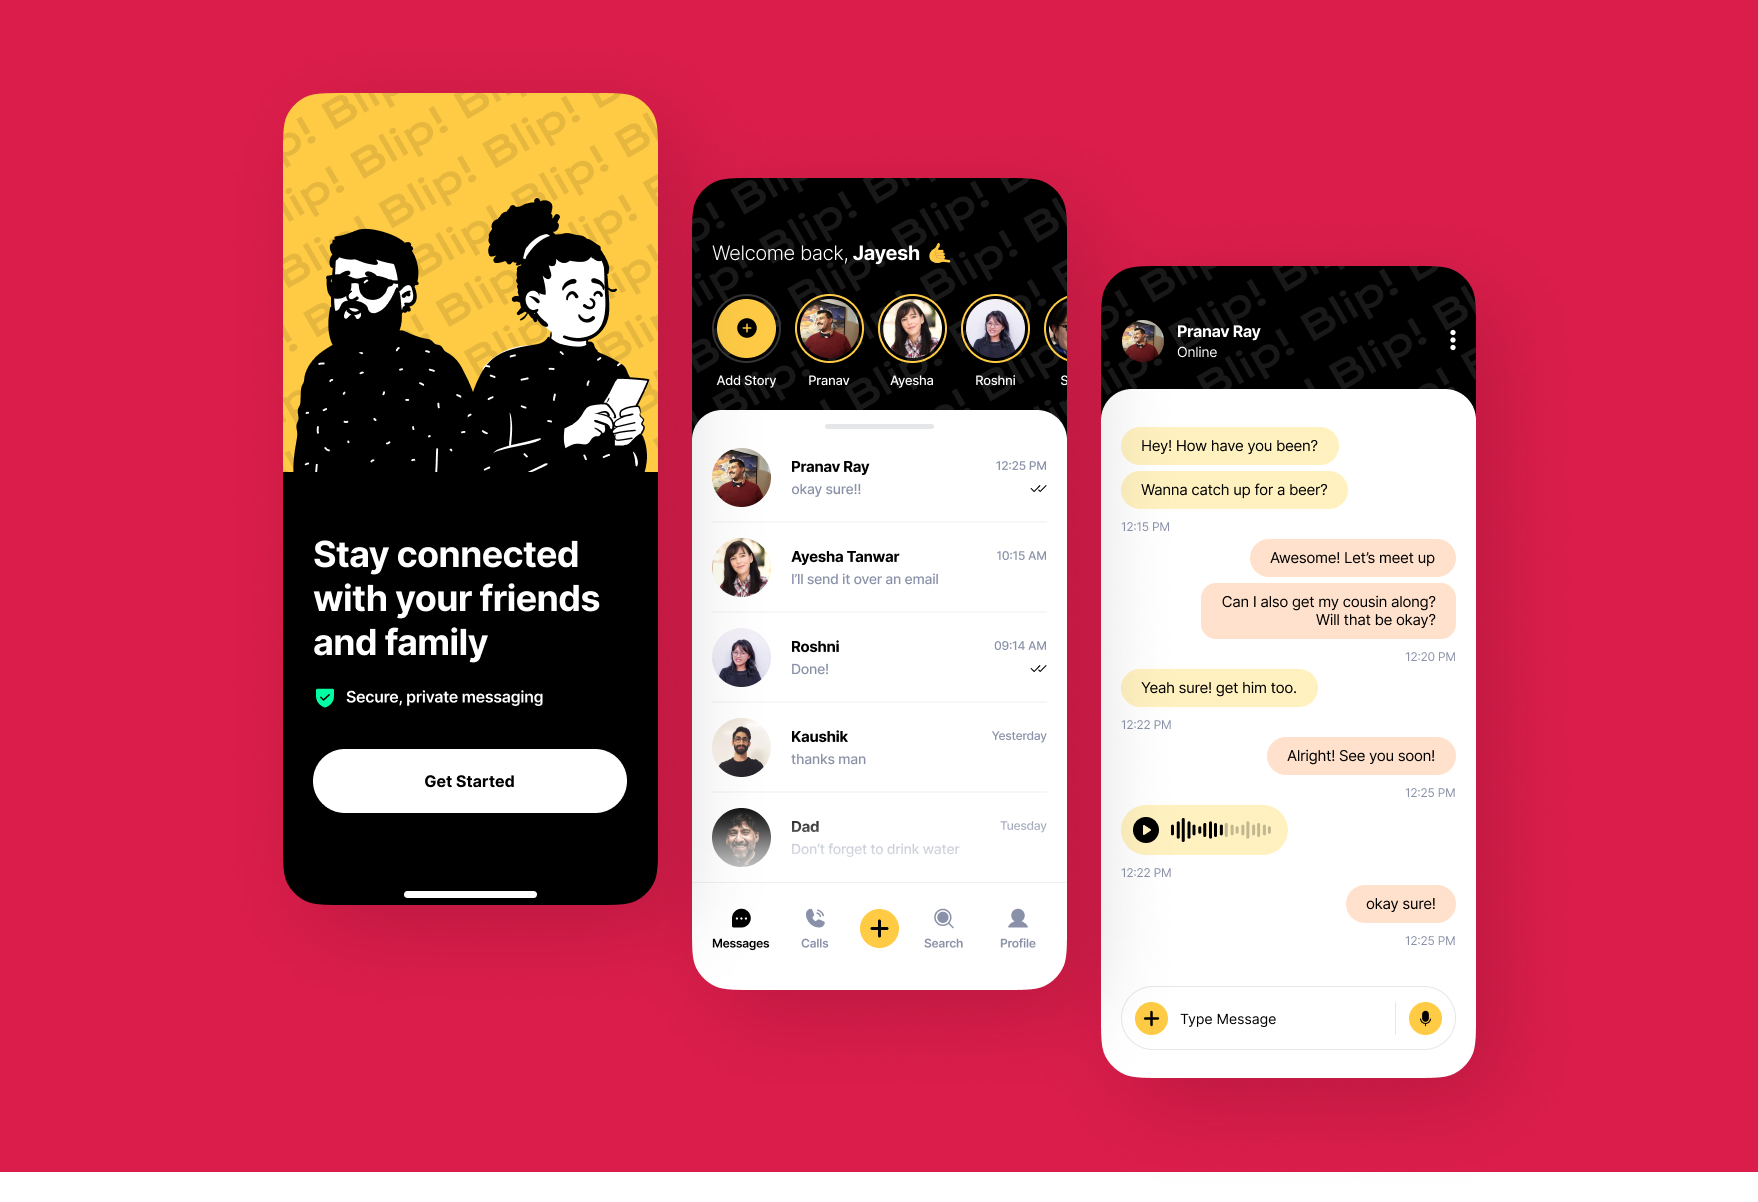 Blip! Blip! Blip!
Stay connected
with your friends
and family
Secure, private messaging
Get Started
Welcome back, Jayesh
Add Story
Pranav
Ayesha
Roshni
S
Pranav Ray
12:25 PM
okay sure!!
Ayesha Tanwar
10:15 AM
I'll send it over an email
Roshni
09:14 AM
Done!
Kaushik
Yesterday
thanks man
Dad
Tuesday
Don't forget to drink water
Messages
Calls
Search
Profile
Pranav Ray
Online
Hey! How have you been?
Wanna catch up for a beer?
12:15 PM
Awesome! Let's meet up
Can I also get my cousin along?
Will that be okay?
12:20 PM
Yeah sure! get him too.
12:22 PM
Alright! See you soon!
12:25 PM
12:22 PM
okay sure!
12:25 PM
Type Message